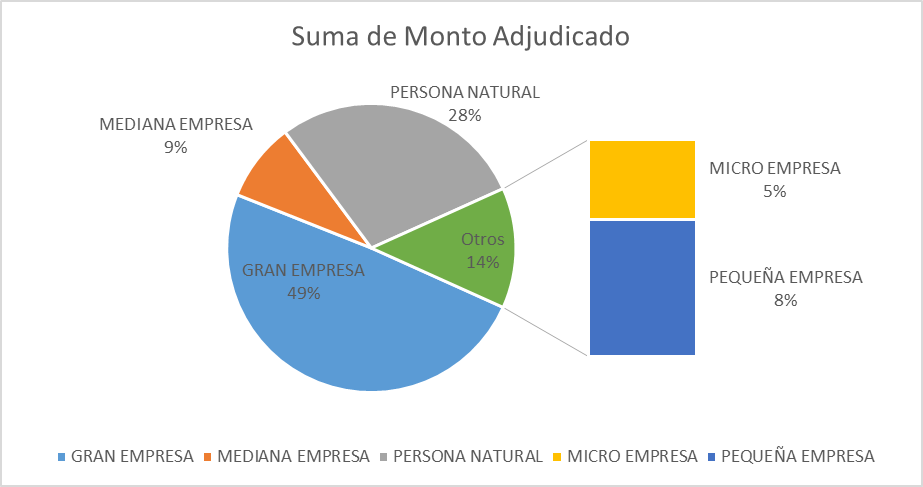 Suma de Monto Adjudicado
PERSONA NATURAL
28%
MEDIANA EMPRESA
9%
MICRO EMPRESA
5%
Otros
14%
GRAN EMPRESA
49%
PEQUEÑA EMPRESA
8%
GRAN EMPRESA MEDIANA EMPRESA PERSONA NATURAL MICRO EMPRESA PEQUEÑA EMPRESA